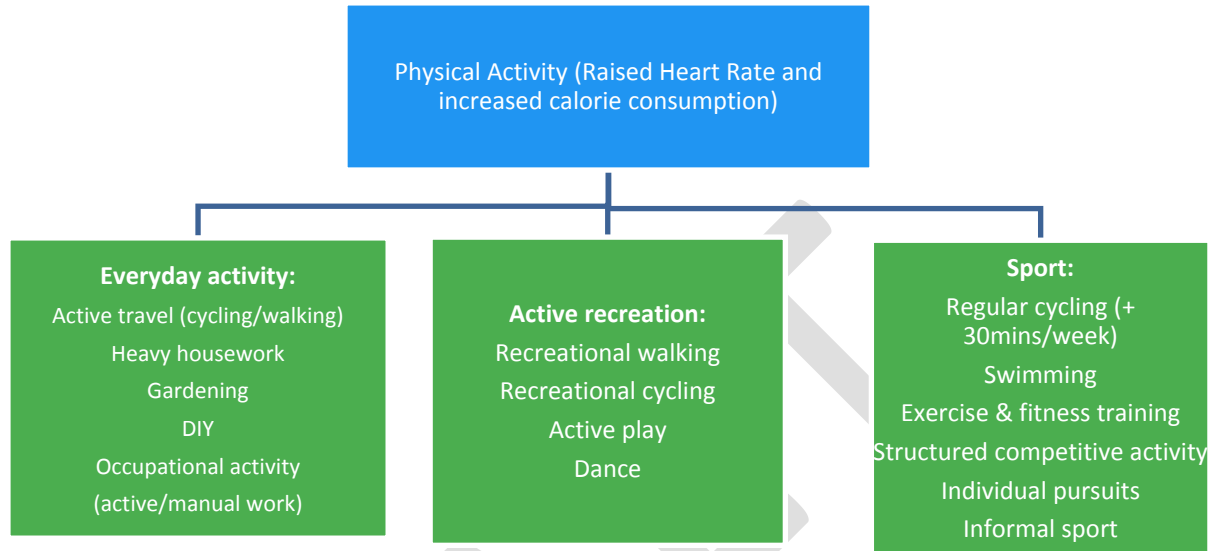 Physical Activity (Raised Heart Rate and
increased calorie consumption)
Everyday activity:
Active travel (cycling/walking)
Heavy housework
Gardening
DIY
Occupational activity
(active/manual work)
Active recreation:
Recreational walking
Recreational cycling
Active play
Dance
Sport:
Regular cycling (+
30mins/week)
Swimming
Exercise & fitness training
Structured competitive activity
Individual pursuits
Informal sport